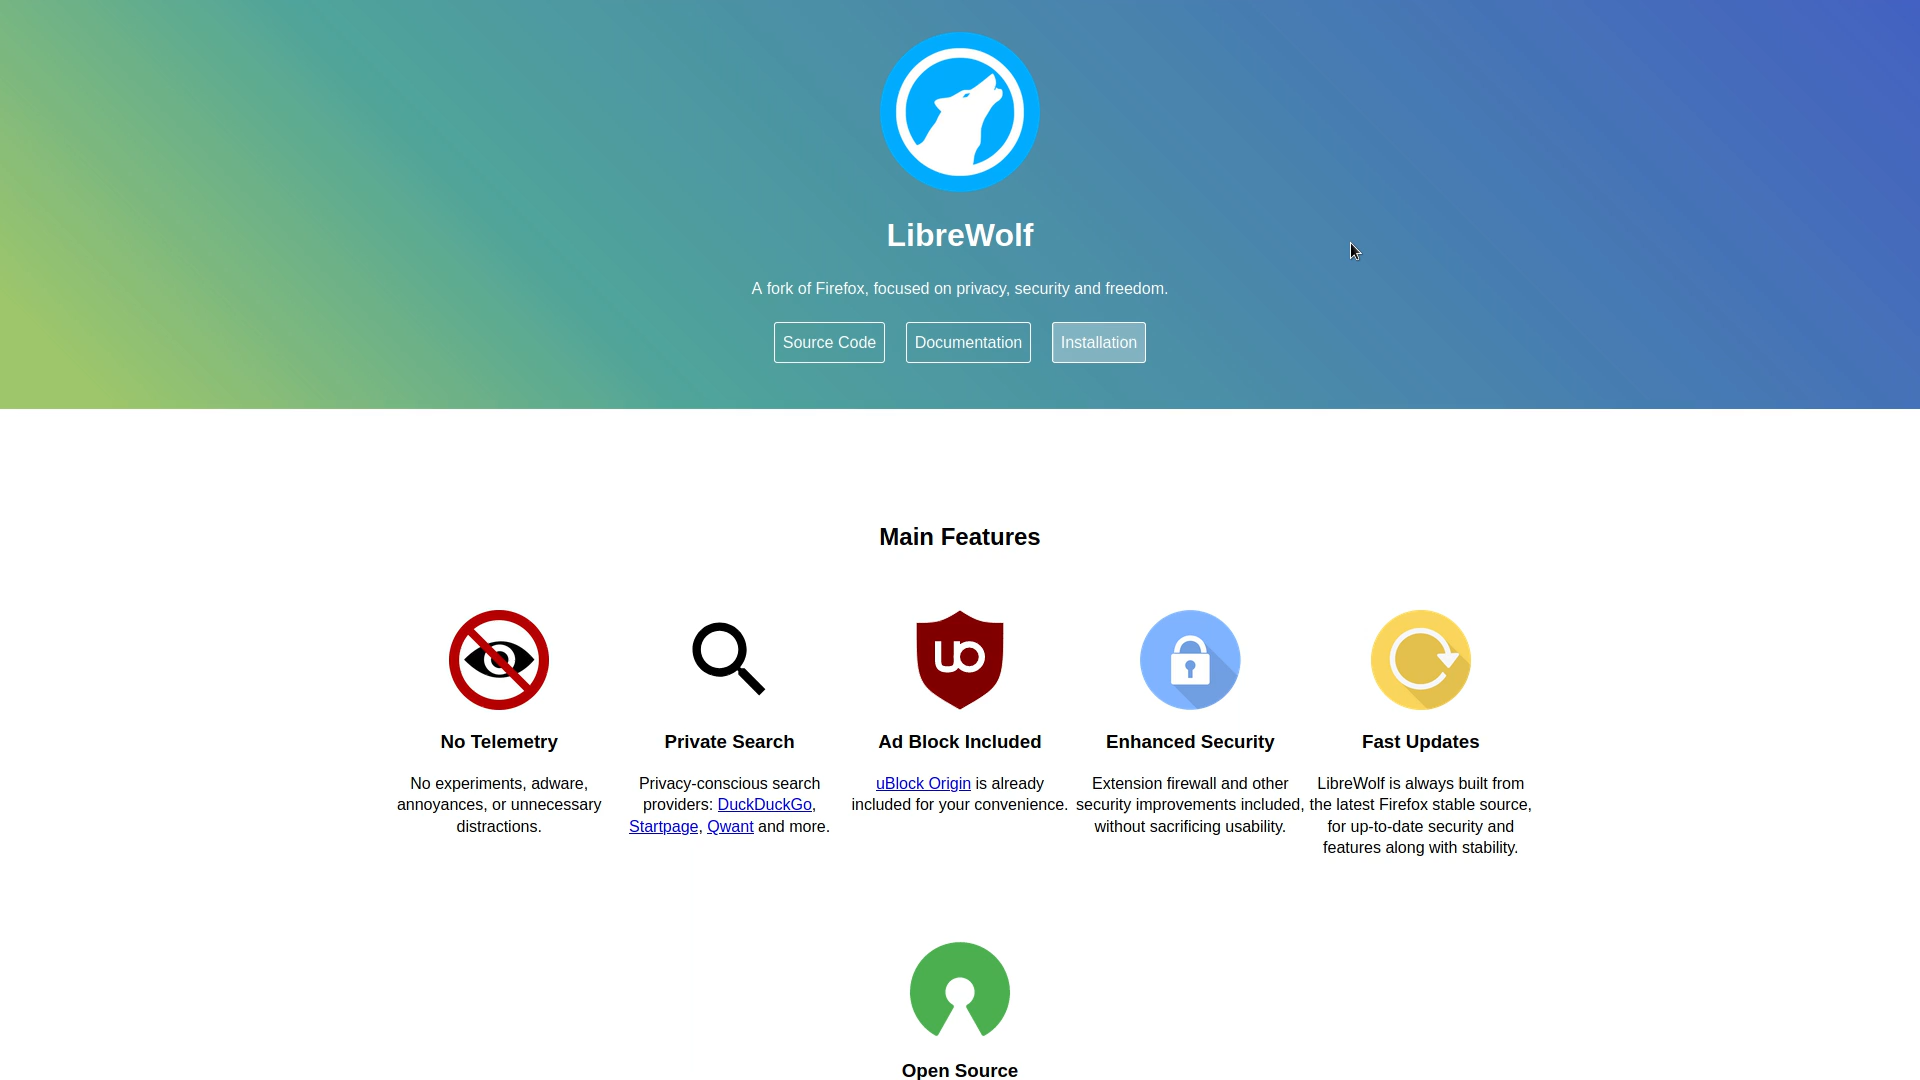 LibreWolf
A fork of Firefox, focused on privacy, security and freedom.
Source Code
Documentation
Installation
Main Features
No Telemetry
No experiments, adware,
annoyances, or unnecessary
distractions.
Private Search
Privacy-conscious search
providers: DuckDuckGo,
Startpage, Qwant and more.
uo
Ad Block Included
uBlock Origin is already
included for your convenience.
Enhanced Security
Extension firewall and other
security improvements included,
without sacrificing usability.
Fast Updates
LibreWolf is always built from
the latest Firefox stable source,
for up-to-date security and
features along with stability.
Open Source